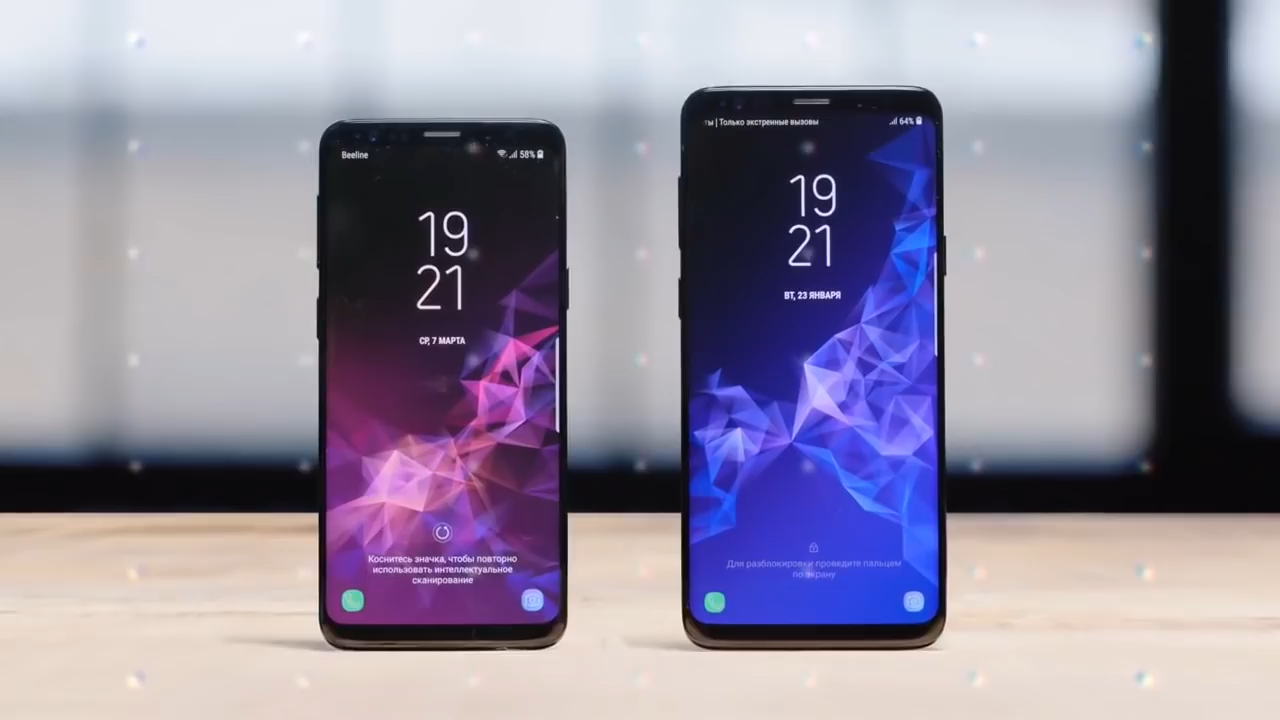 Beeline
58%
19
21
СР, 7 МАРТА
Коснитесь значка, чтобы повторно
использовать интеллектуальное
сканирование
ты | Только экстренные вызовы
64%
19
21
ВТ, 23 ЯНВАРЯ
Для разблокировки проведите пальцем
по экрану